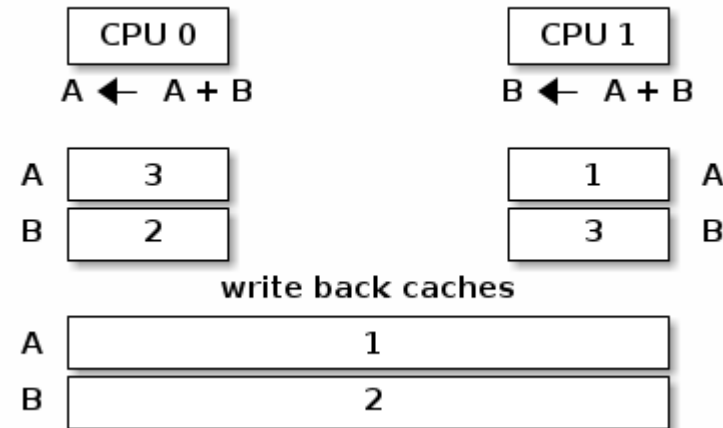 CPU 0 CPU 1
A ← A + B B ← A + B
A 3 1 A
B 2 3 B
write back caches
A 1
B 2